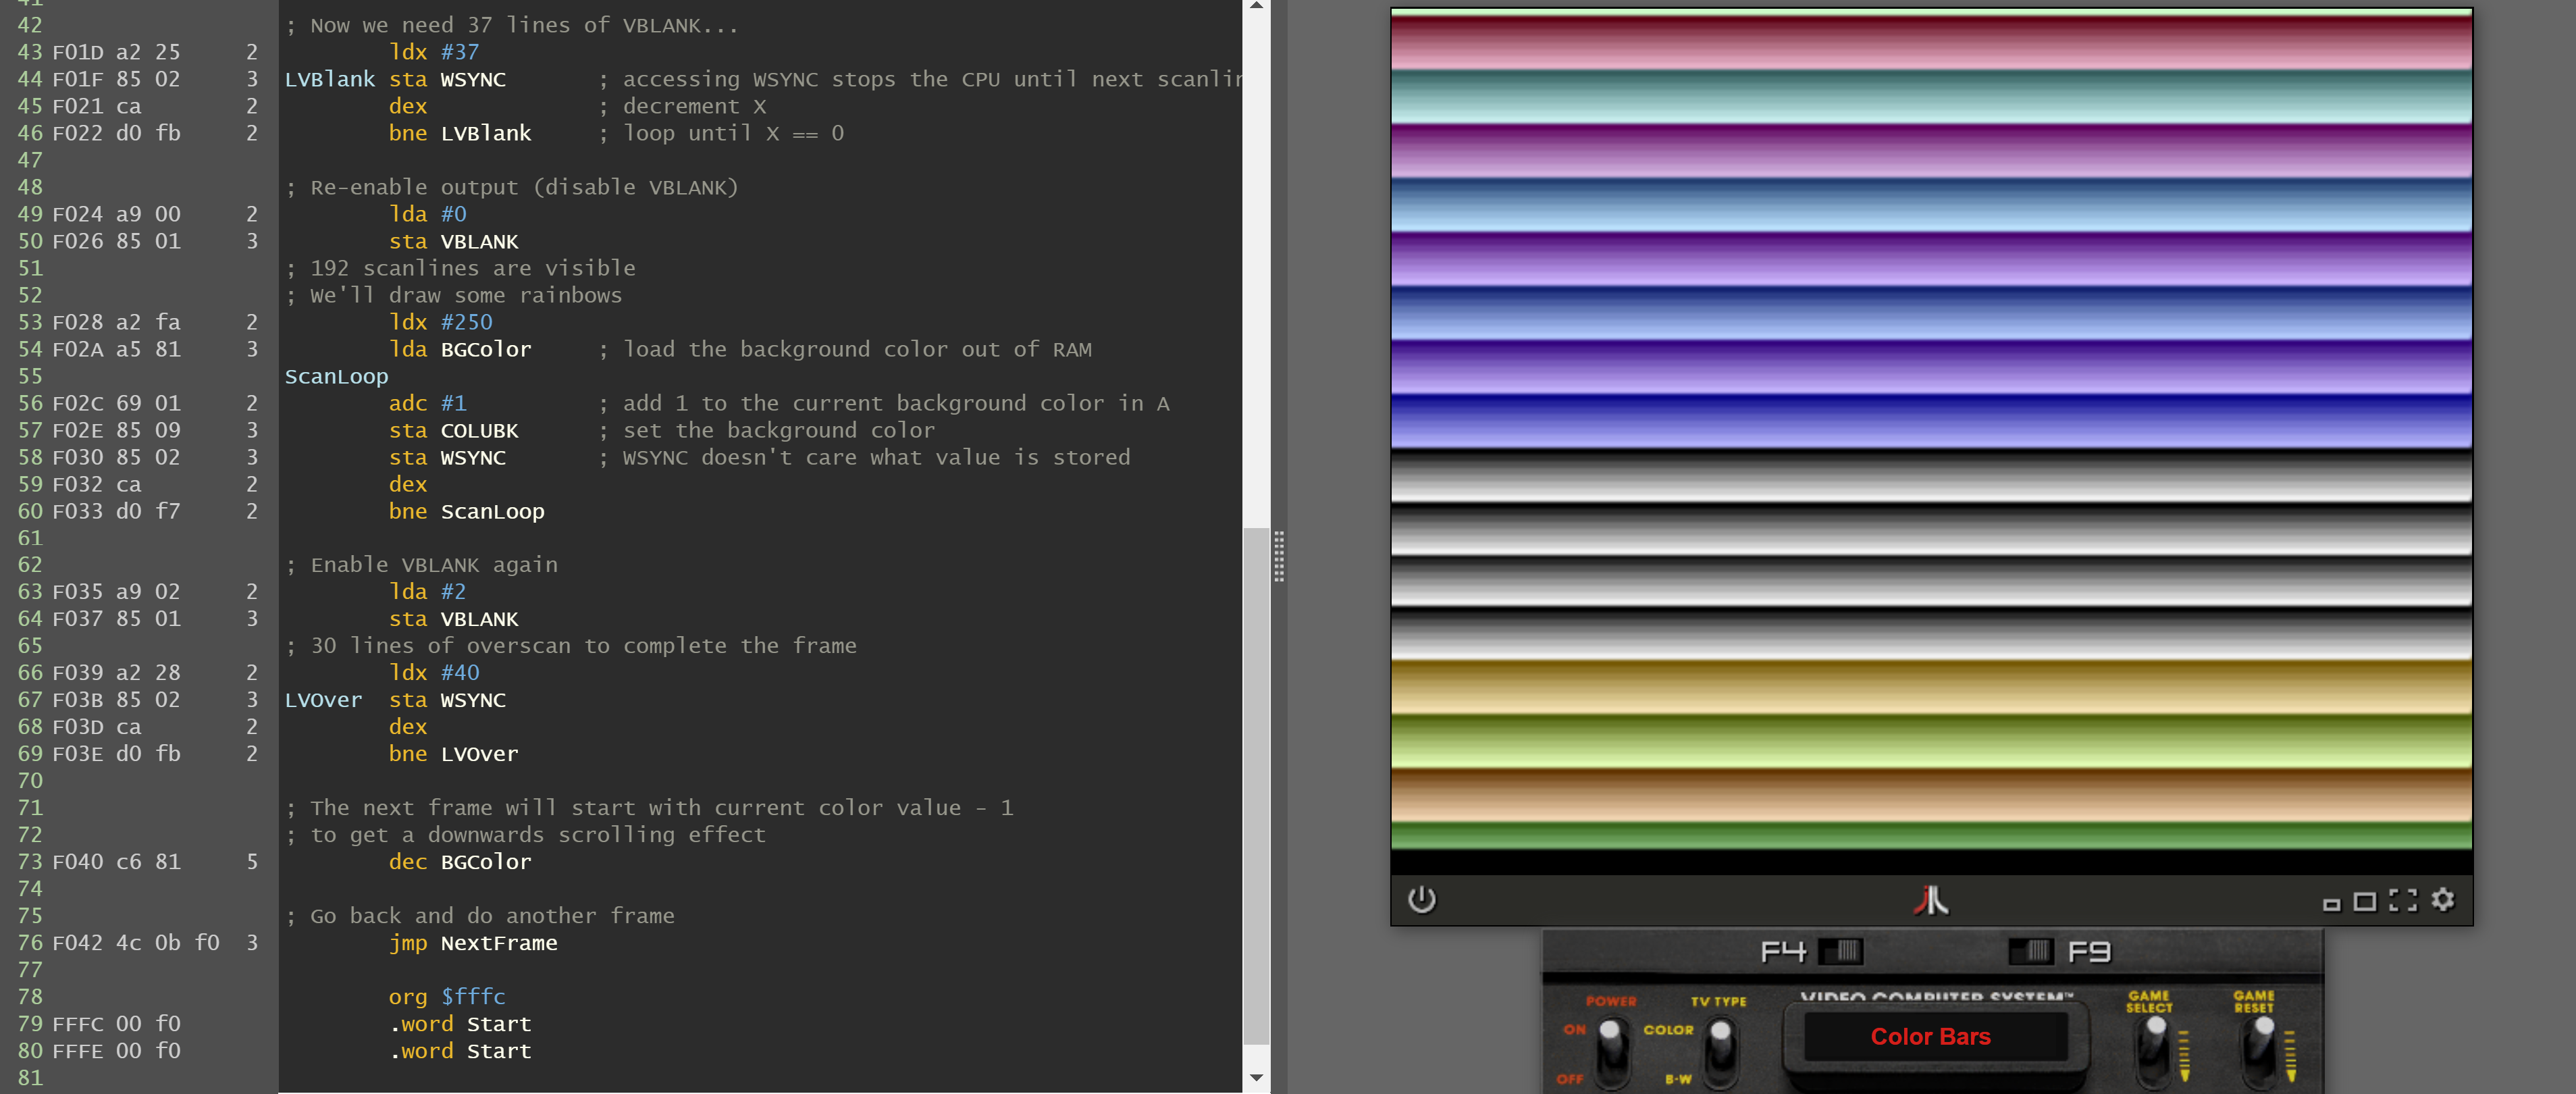 41
42 ; Now we need 37 lines of VBLANK...
43 F01D a2 25 2 ldx #37
44 F01F 85 02 3 LVBlank sta WSYNC ; accessing WSYNC stops the CPU until next scanlin
45 F021 ca 2 dex ; decrement X
46 F022 d0 fb 2 bne LVBlank ; loop until X == 0
47
48 ; Re-enable output (disable VBLANK)
49 F024 a9 00 2 lda #0
50 F026 85 01 3 sta VBLANK
51 ; 192 scanlines are visible
52 ; We'll draw some rainbows
53 F028 a2 fa 2 ldx #250
54 F02A a5 81 3 lda BGColor ; load the background color out of RAM
55 ScanLoop
56 F02C 69 01 2 adc #1 ; add 1 to the current background color in A
57 F02E 85 09 3 sta COLUBK ; set the background color
58 F030 85 02 3 sta WSYNC ; WSYNC doesn't care what value is stored
59 F032 ca 2 dex
60 F033 d0 f7 2 bne ScanLoop
61
62 ; Enable VBLANK again
63 F035 a9 02 2 lda #2
64 F037 85 01 3 sta VBLANK
65 ; 30 lines of overscan to complete the frame
66 F039 a2 28 2 ldx #40
67 F03B 85 02 3 LVOver sta WSYNC
68 F03D ca 2 dex
69 F03E d0 fb 2 bne LVOver
70
71 ; The next frame will start with current color value - 1
72 ; to get a downwards scrolling effect
73 F040 c6 81 5 dec BGColor
74
75 ; Go back and do another frame
76 F042 4c 0b f0 3 jmp NextFrame
77
78 org $fffc
79 FFFC 00 f0 .word Start
80 FFFE 00 f0 .word Start
81
F4 F9
VIDEO COMPUTER SYSTEM™
POWER
ON
OFF
TV TYPE
COLOR
B-W
Color Bars
GAME
SELECT
GAME
RESET